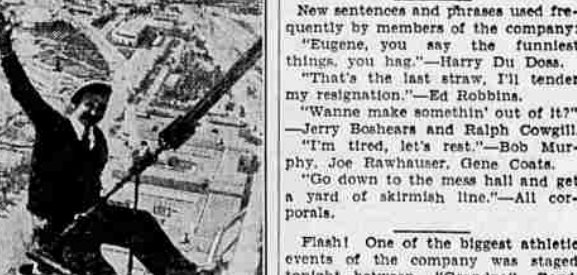 New sentences and phrases used fre-
quently by members of the company:
"Eugene, you say the funniest
things, you hag."—Harry Du Doss.
"That's the last straw, I'll tender
my resignation."—Ed Robbins.
"Wanne make somethin' out of it?"
—Jerry Boshears and Ralph Cowgill.
"I'm tired, let's rest."—Bob Mur-
phy, Joe Rawhauser, Gene Coats.
"Go down to the mess hall and get
a yard of skirmish line."—All cor-
porals.
Flash! One of the biggest athletic
events of the company was staged
tonight between